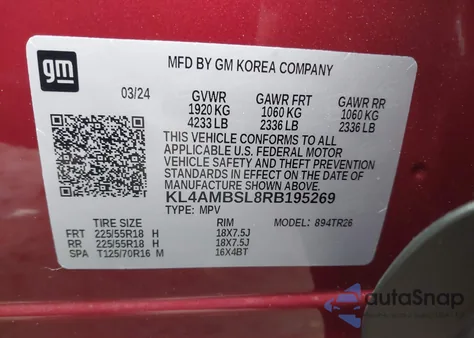 gm
MFD BY GM KOREA COMPANY
03/24 GVWR GAWR FRT GAWR RR
1920 KG 1060 KG 1060 KG
4233 LB 2336 LB 2336 LB
THIS VEHICLE CONFORMS TO ALL
APPLICABLE U.S. FEDERAL MOTOR
VEHICLE SAFETY AND THEFT PREVENTION
STANDARDS IN EFFECT ON THE DATE
OF MANUFACTURE SHOWN ABOVE.
KL4AMBSL8RB195269
TYPE: MPV MODEL: 894TR26
TIRE SIZE RIM
FRT 225/55R18 H 18X7.5J
RR 225/55R18 H 18X7.5J
SPA T125/70R16 M 16X4BT
autaSnap